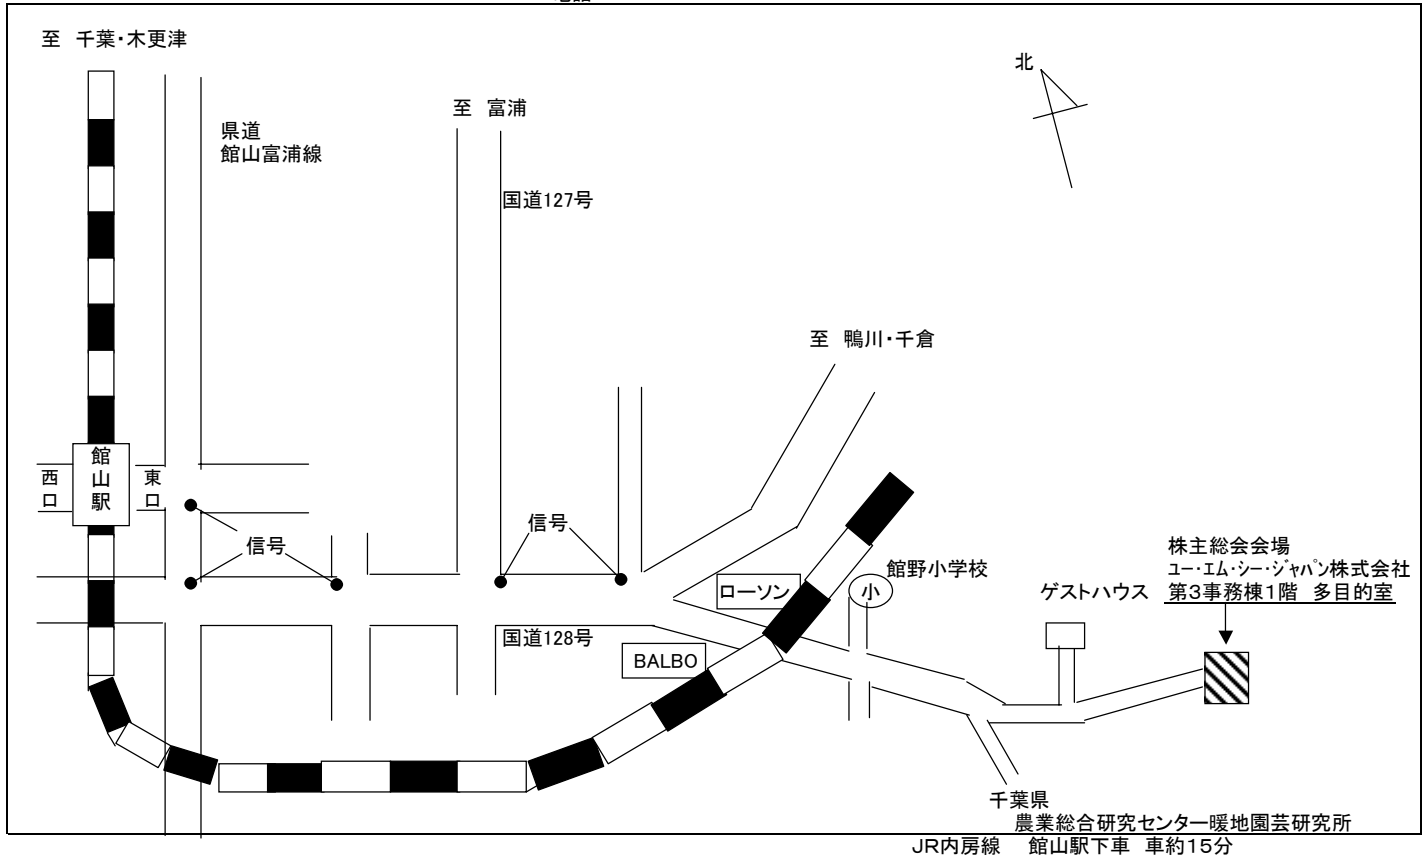 至 千葉・木更津
北
至 富浦
県道
館山富浦線
国道127号
至 鴨川・千倉
館山駅
西口
東口
信号
信号
株主総会会場
ユー・エム・シー・ジャパン株式会社
第3事務棟1階 多目的室
館野小学校
ゲストハウス
ローソン
小
国道128号
BALBO
千葉県
農業総合研究センター暖地園芸研究所
JR内房線 館山駅下車 車約15分